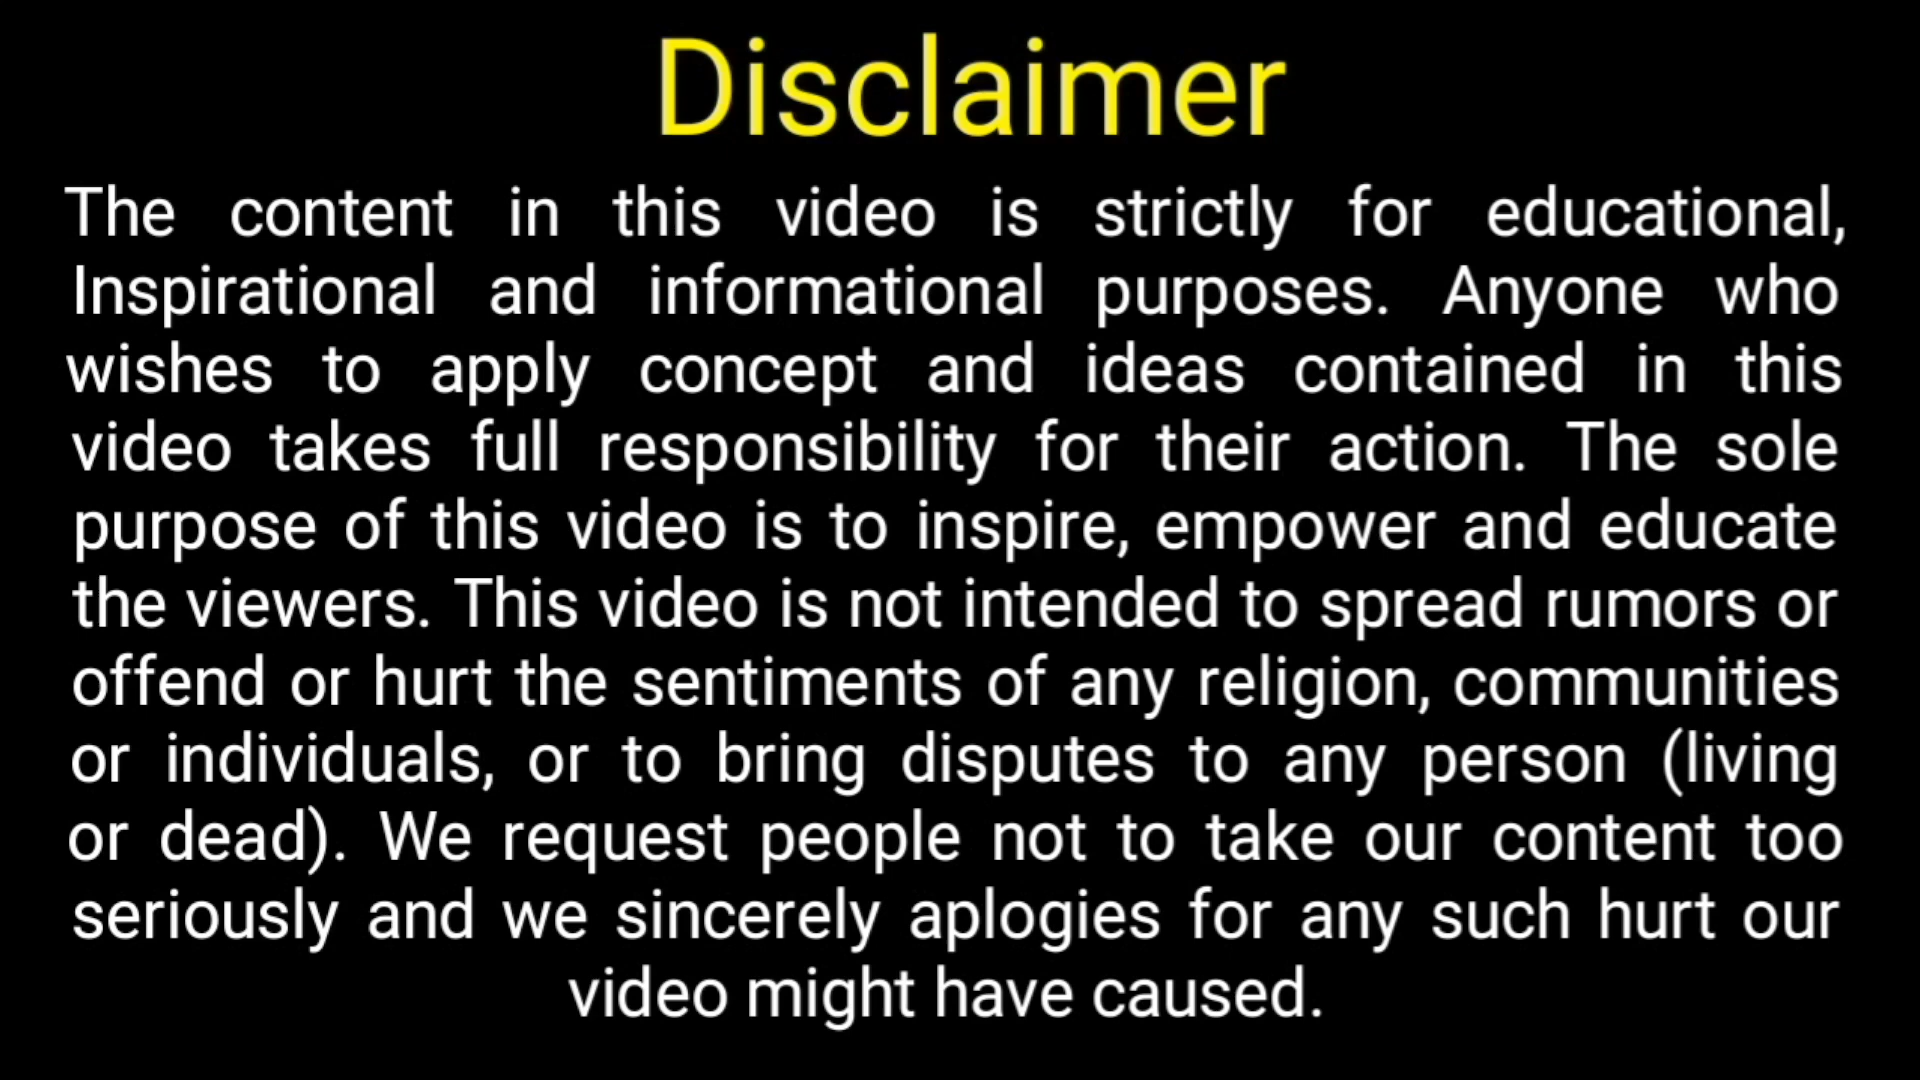 Disclaimer
The content in this video is strictly for educational,
Inspirational and informational purposes. Anyone who
wishes to apply concept and ideas contained in this
video takes full responsibility for their action. The sole
purpose of this video is to inspire, empower and educate
the viewers. This video is not intended to spread rumors or
offend or hurt the sentiments of any religion, communities
or individuals, or to bring disputes to any person (living
or dead). We request people not to take our content too
seriously and we sincerely aplogies for any such hurt our
video might have caused.